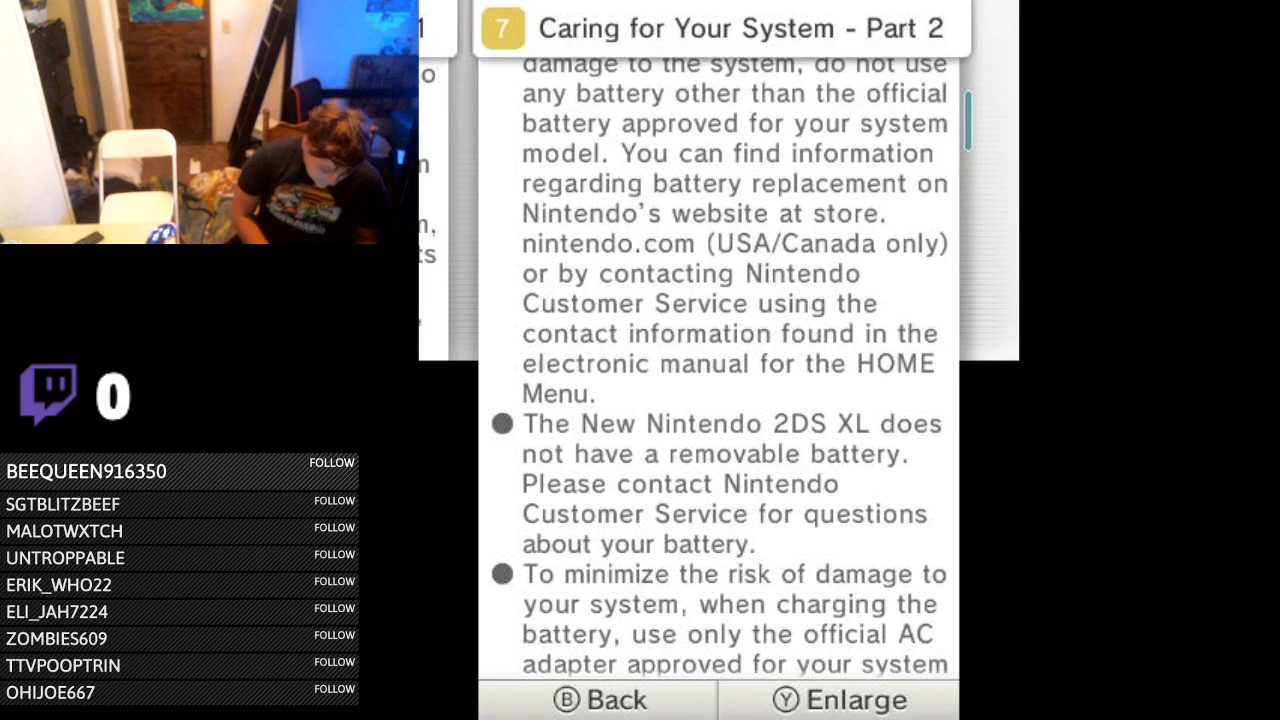 7 Caring for Your System - Part 2
damage to the system, do not use
any battery other than the official
battery approved for your system
model. You can find information
regarding battery replacement on
Nintendo's website at store.
nintendo.com (USA/Canada only)
or by contacting Nintendo
Customer Service using the
contact information found in the
electronic manual for the HOME
Menu.
● The New Nintendo 2DS XL does
not have a removable battery.
Please contact Nintendo
Customer Service for questions
about your battery.
● To minimize the risk of damage to
your system, when charging the
battery, use only the official AC
adapter approved for your system
Ⓑ Back
Ⓨ Enlarge
0
BEEQUEEN916350 FOLLOW
SGTBLITZBEEF FOLLOW
MALOTWXTCH FOLLOW
UNTROPPABLE FOLLOW
ERIK_WHO22 FOLLOW
ELI_JAH7224 FOLLOW
ZOMBIES609 FOLLOW
TTVPOOPTRIN FOLLOW
OHIJOE667 FOLLOW